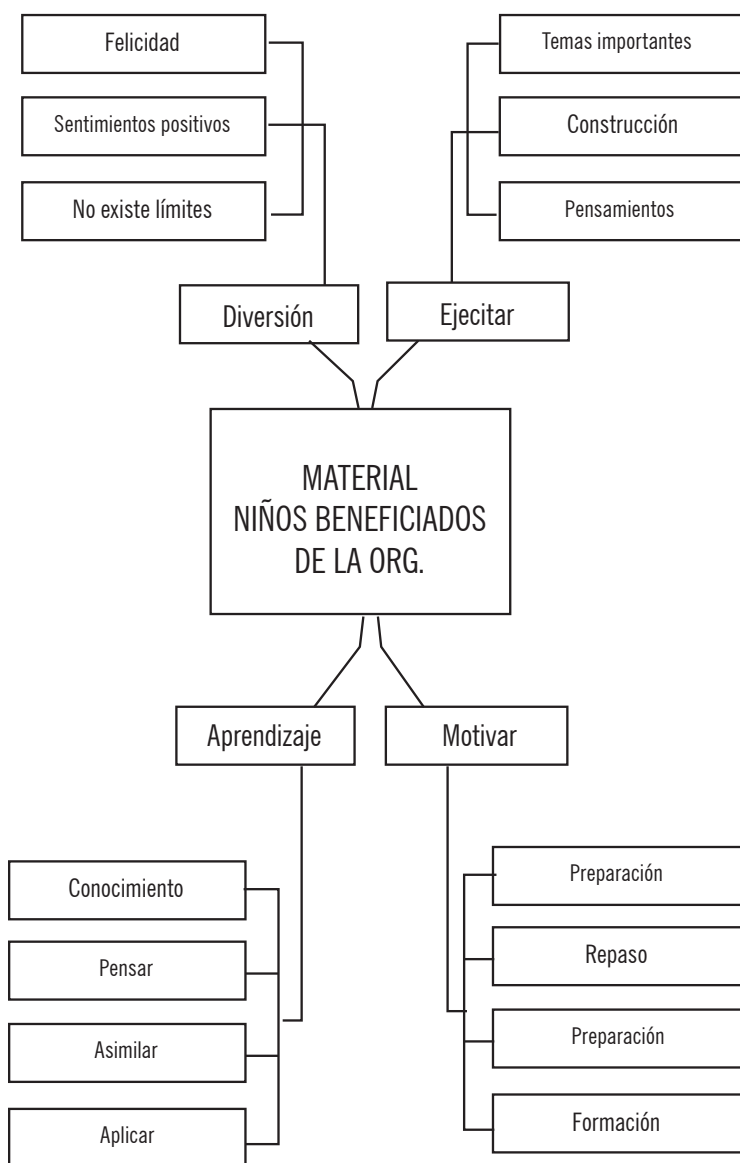 Felicidad
Sentimientos positivos
No existe límites
Temas importantes
Construcción
Pensamientos
Diversión
Ejecitar
MATERIAL
NIÑOS BENEFICIADOS
DE LA ORG.
Aprendizaje
Motivar
Conocimiento
Pensar
Asimilar
Aplicar
Preparación
Repaso
Preparación
Formación